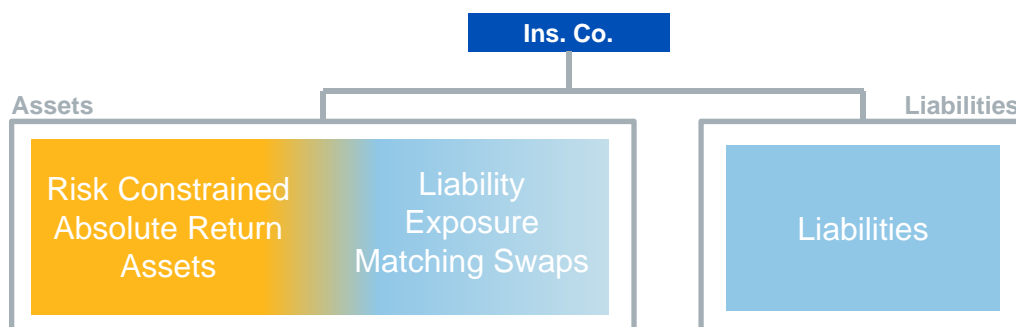 Ins. Co.
Assets
Liabilities
Risk Constrained
Absolute Return
Assets
Liability
Exposure
Matching Swaps
Liabilities